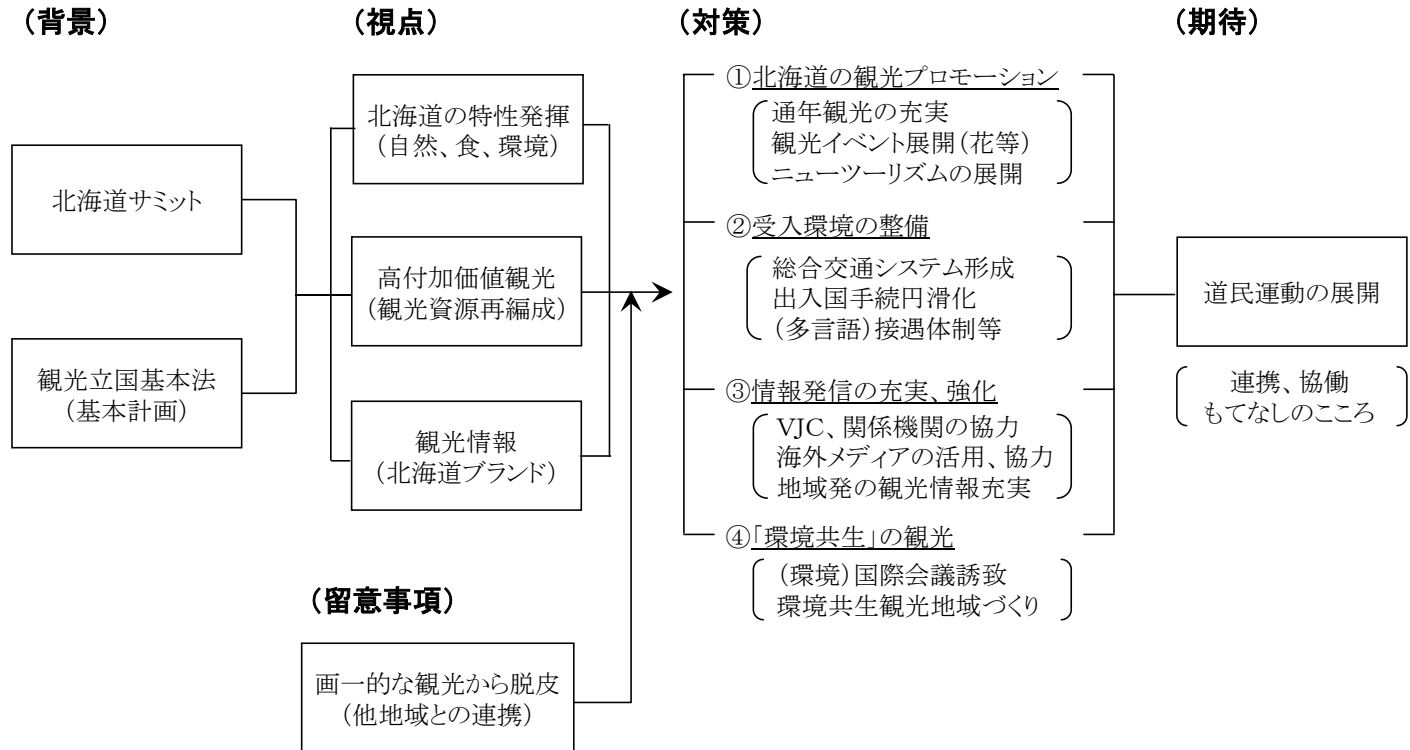 (背景)
(視点)
(対策)
(期待)
北海道サミット
観光立国基本法
(基本計画)
北海道の特性発揮
(自然、食、環境)
高付加価値観光
(観光資源再編成)
観光情報
(北海道ブランド)
(留意事項)
画一的な観光から脱皮
(他地域との連携)
①北海道の観光プロモーション
通年観光の充実
観光イベント展開(花等)
ニューツーリズムの展開
②受入環境の整備
総合交通システム形成
出入国手続円滑化
(多言語)接遇体制等
③情報発信の充実、強化
VJC、関係機関の協力
海外メディアの活用、協力
地域発の観光情報充実
④「環境共生」の観光
(環境)国際会議誘致
環境共生観光地域づくり
道民運動の展開
連携、協働
もてなしのこころ